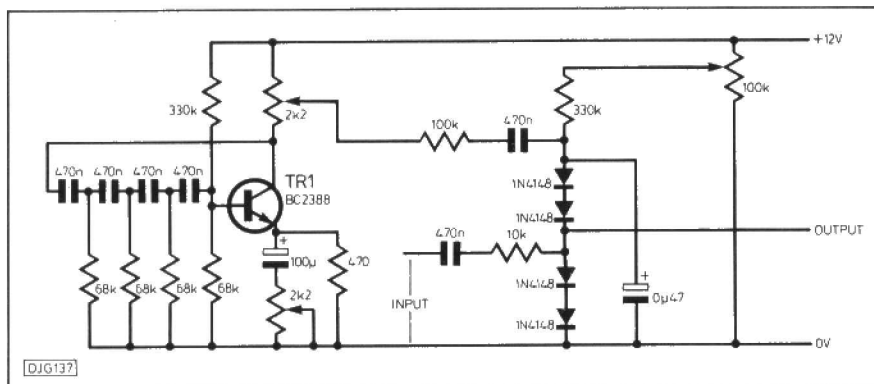 +12V
330k
2k2
330k
100k
100k
470n
470n
470n
470n
470n
TR1
BC238B
1N4148
1N4148
470n
10k
OUTPUT
+
100µ
470
68k
68k
68k
68k
2k2
INPUT
1N4148
+
0µ47
1N4148
0V
DJG137